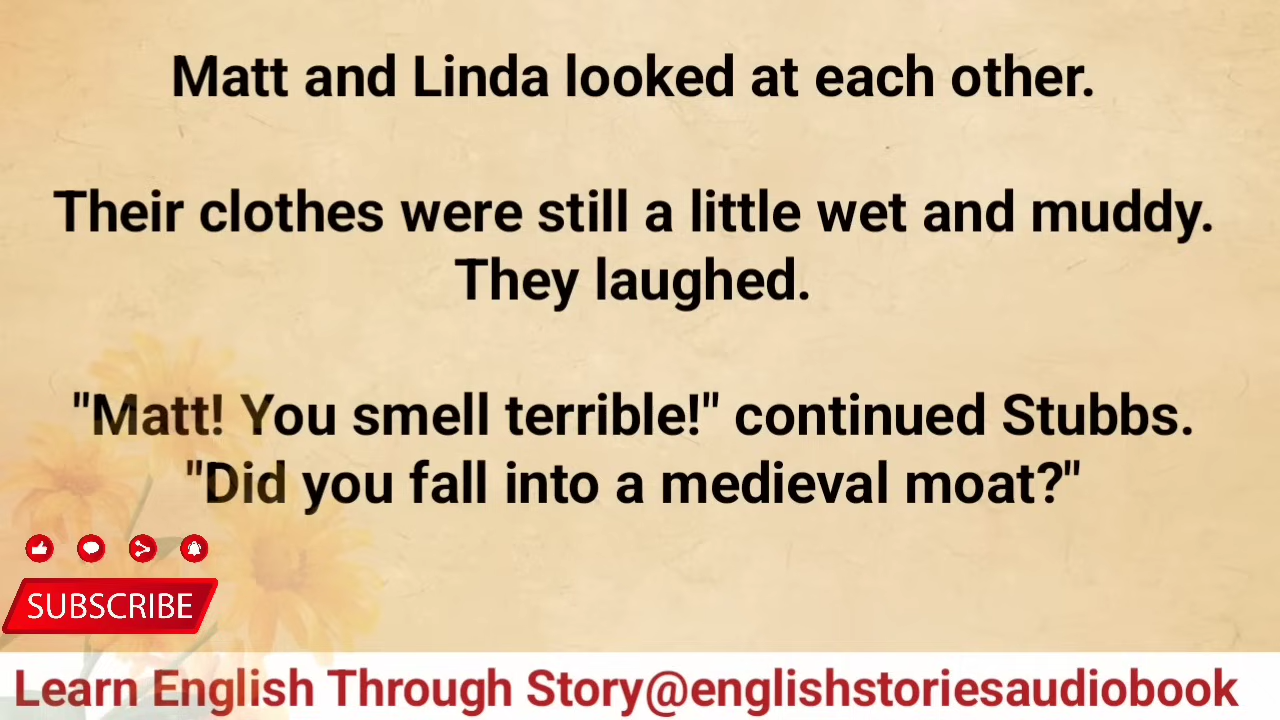 Matt and Linda looked at each other.
Their clothes were still a little wet and muddy.
They laughed.
"Matt! You smell terrible!" continued Stubbs.
"Did you fall into a medieval moat?"
SUBSCRIBE
Learn English Through Story@englishstoriesaudiobook